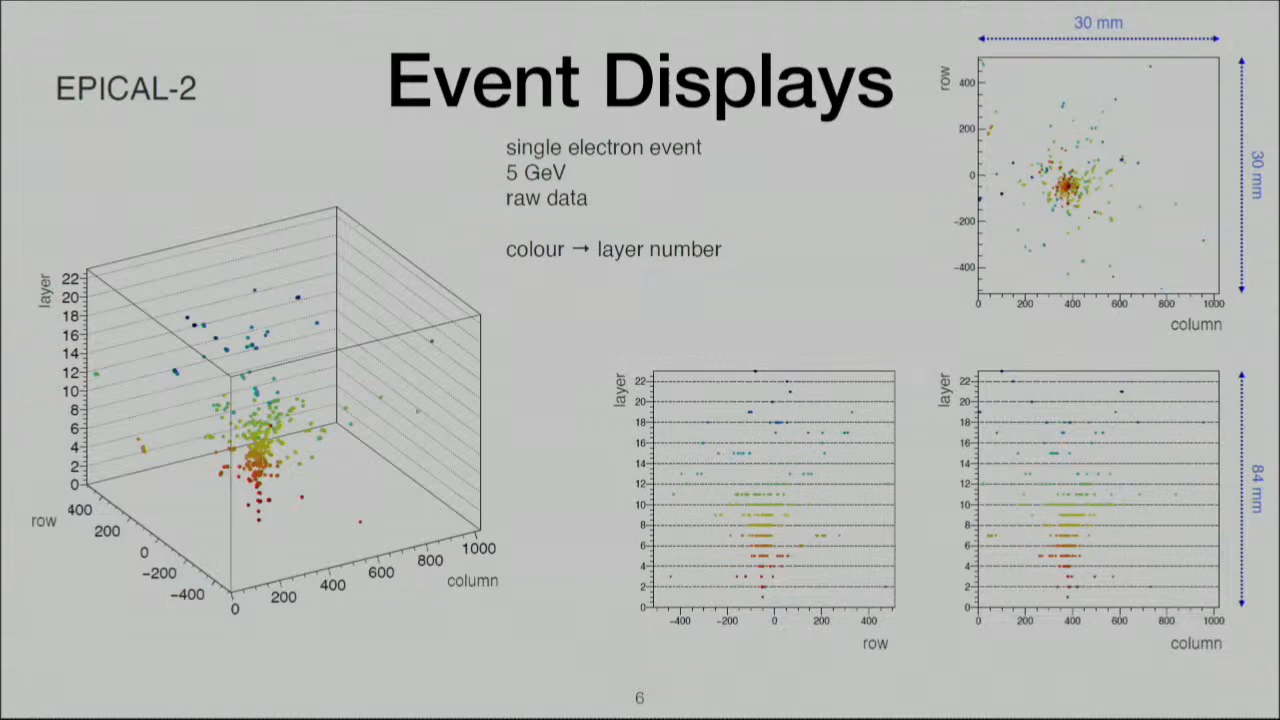 EPICAL-2
Event Displays
single electron event
5 GeV
raw data
colour → layer number
30 mm
row
400
200
0
−200
−400
0 200 400 600 800 1000
column
30 mm
layer
22
20
18
16
14
12
10
8
6
4
2
0
400
200
0
−200
−400
row
0 200 400 600 800 1000
column
layer
22
20
18
16
14
12
10
8
6
4
2
0
−400 −200 0 200 400
row
layer
22
20
18
16
14
12
10
8
6
4
2
0
0 200 400 600 800 1000
column
84 mm
6